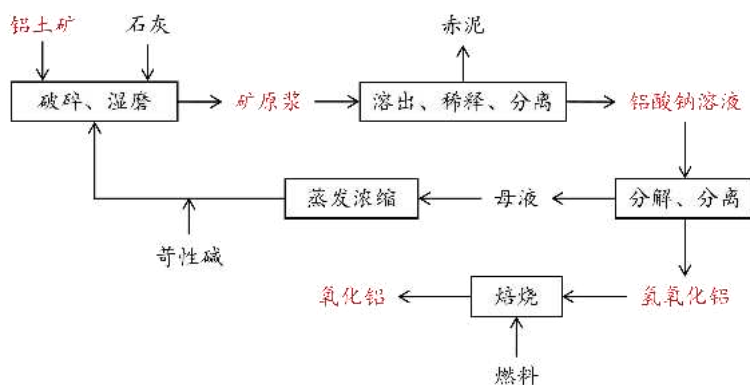 铝土矿
石灰
赤泥
破碎、湿磨
矿原浆
溶出、稀释、分离
铝酸钠溶液
蒸发浓缩
母液
分解、分离
苛性碱
氧化铝
焙烧
氢氧化铝
燃料